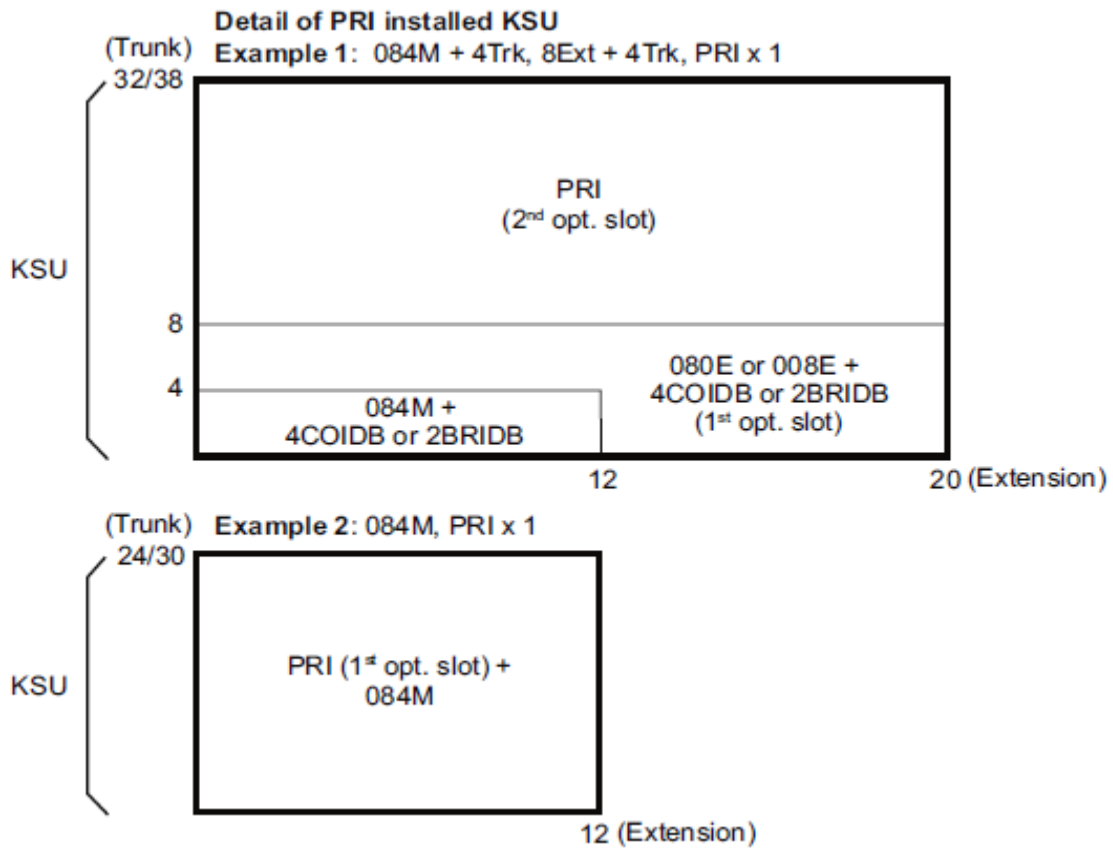 Detail of PRI installed KSU
(Trunk) Example 1: 084M + 4Trk, 8Ext + 4Trk, PRI x 1
32/38
PRI
(2nd opt. slot)
KSU
8
080E or 008E +
4COIDB or 2BRIDB
(1st opt. slot)
4
084M +
4COIDB or 2BRIDB
12
20 (Extension)
(Trunk) Example 2: 084M, PRI x 1
24/30
PRI (1st opt. slot) +
084M
KSU
12 (Extension)